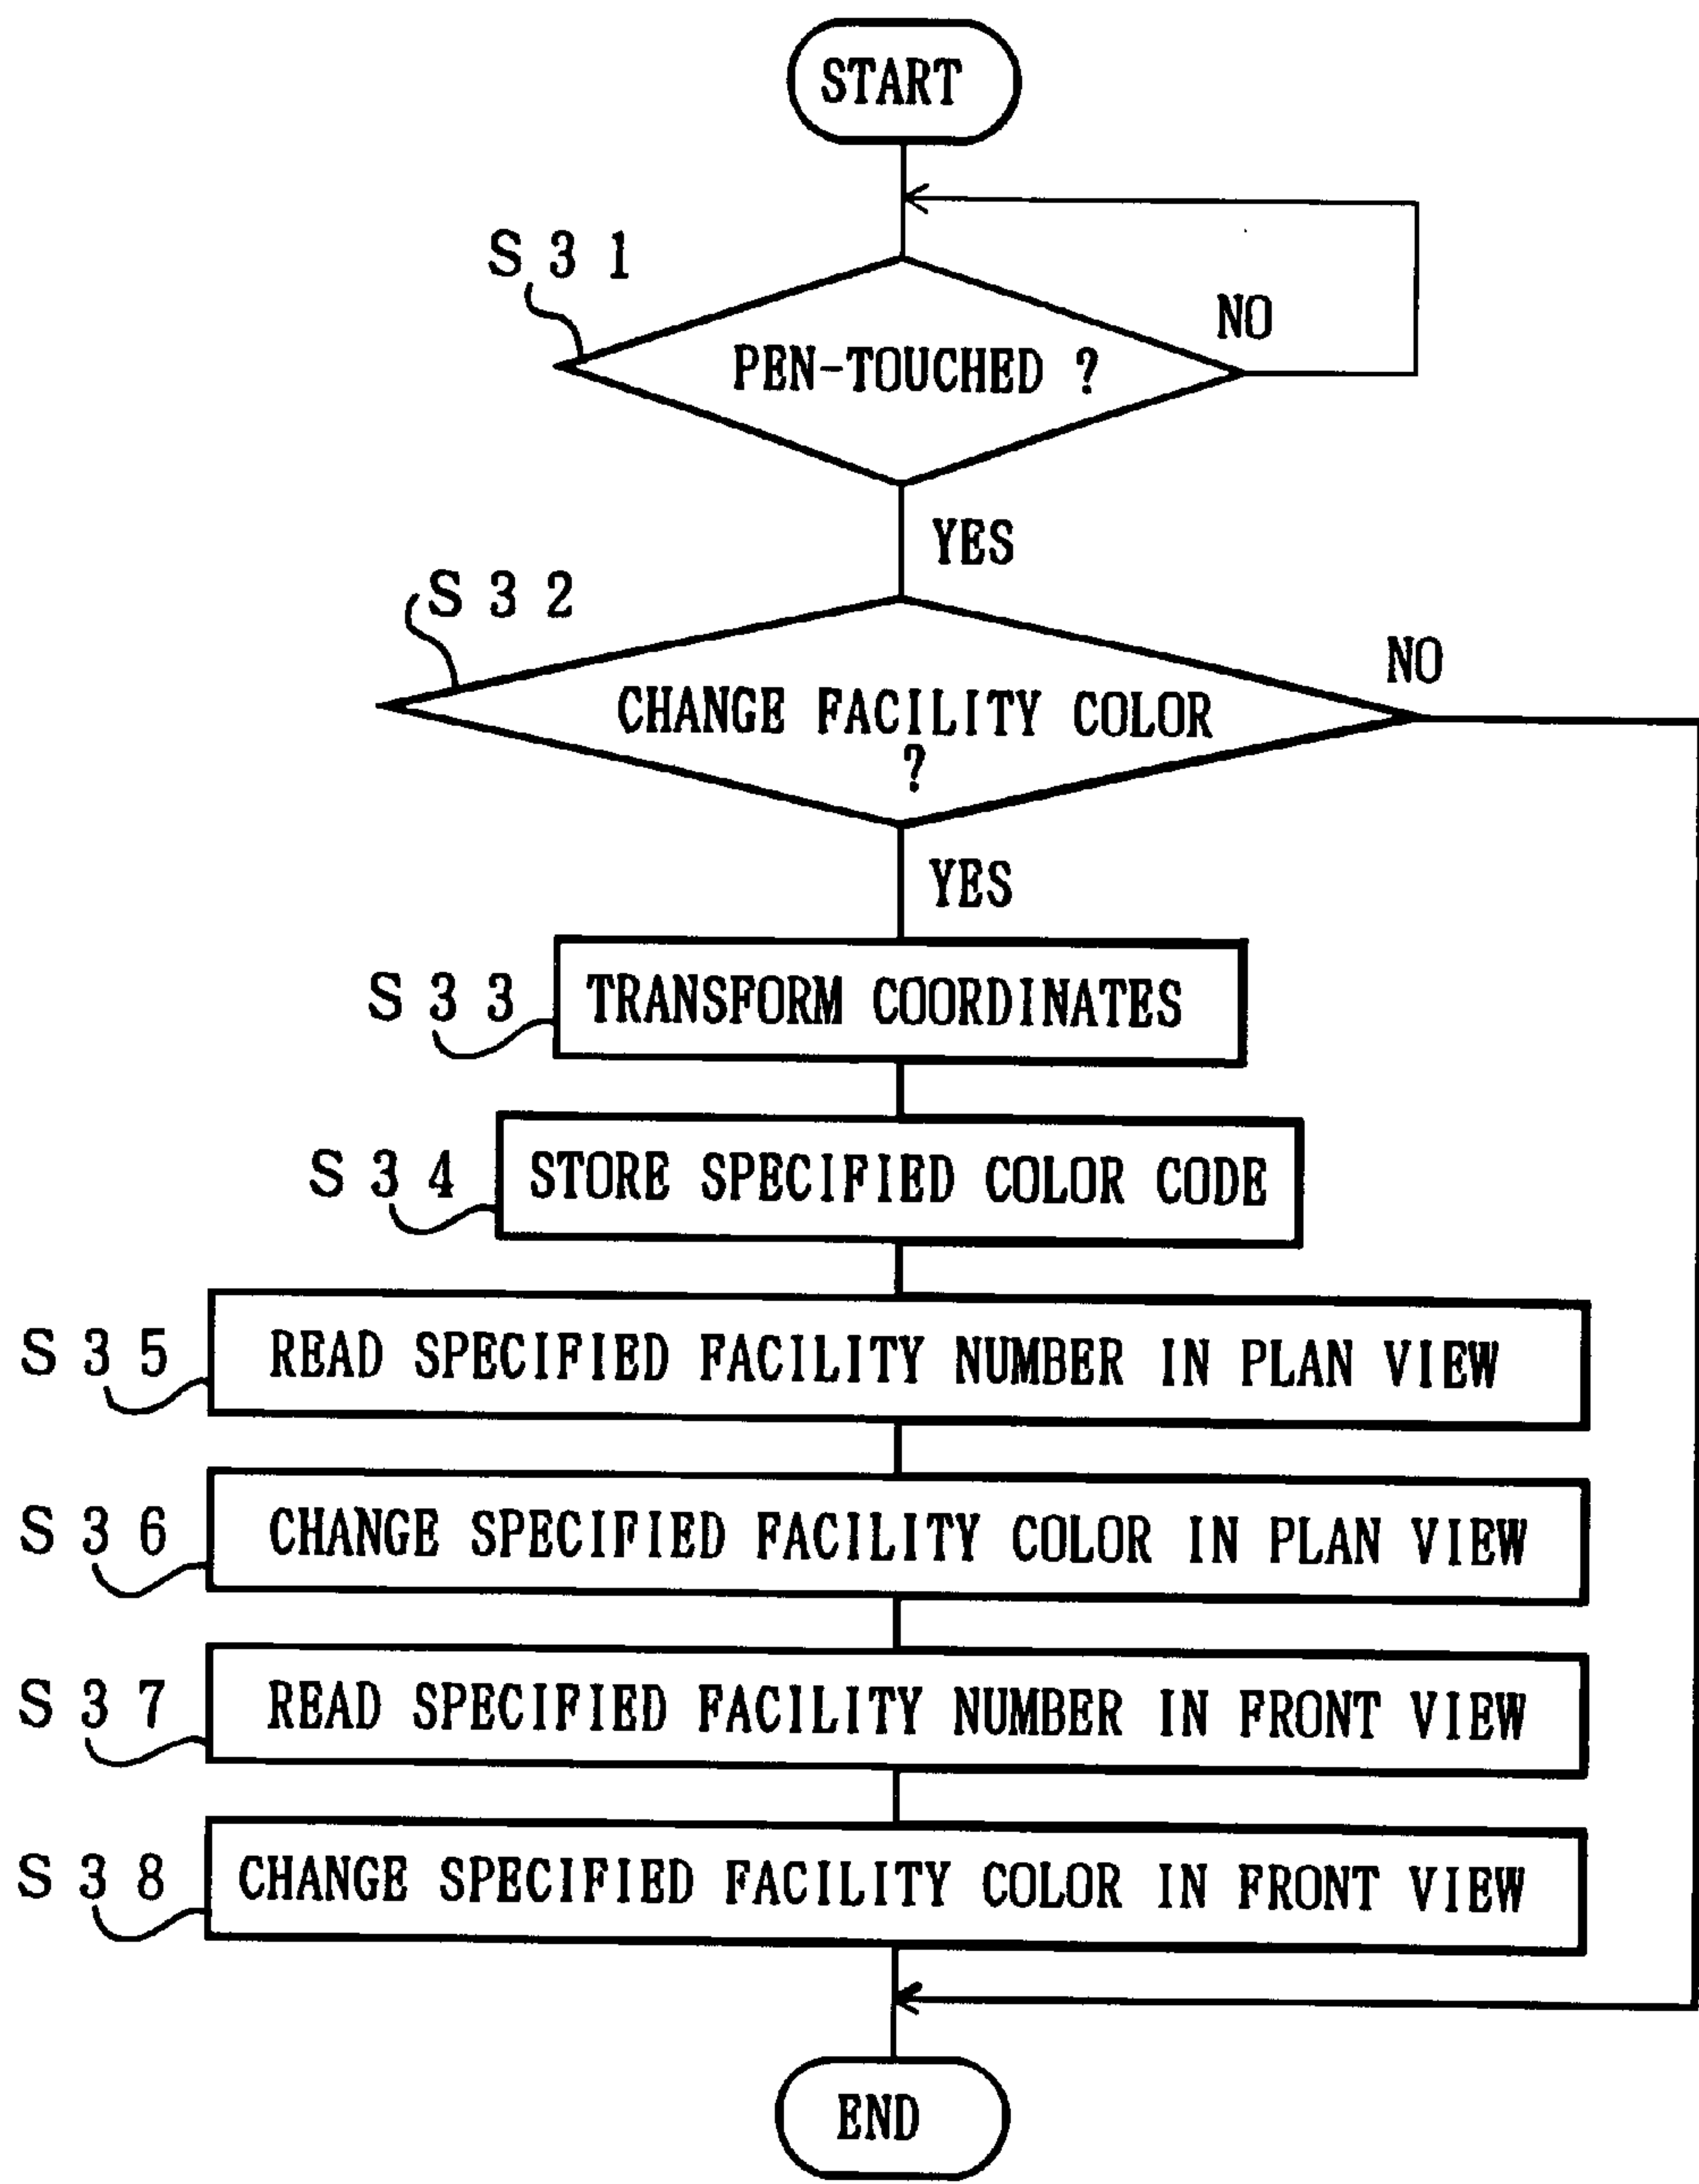 START
S31
NO
PEN-TOUCHED ?
YES
S32
NO
CHANGE FACILITY COLOR
?
YES
S33
TRANSFORM COORDINATES
S34
STORE SPECIFIED COLOR CODE
S35
READ SPECIFIED FACILITY NUMBER IN PLAN VIEW
S36
CHANGE SPECIFIED FACILITY COLOR IN PLAN VIEW
S37
READ SPECIFIED FACILITY NUMBER IN FRONT VIEW
S38
CHANGE SPECIFIED FACILITY COLOR IN FRONT VIEW
END